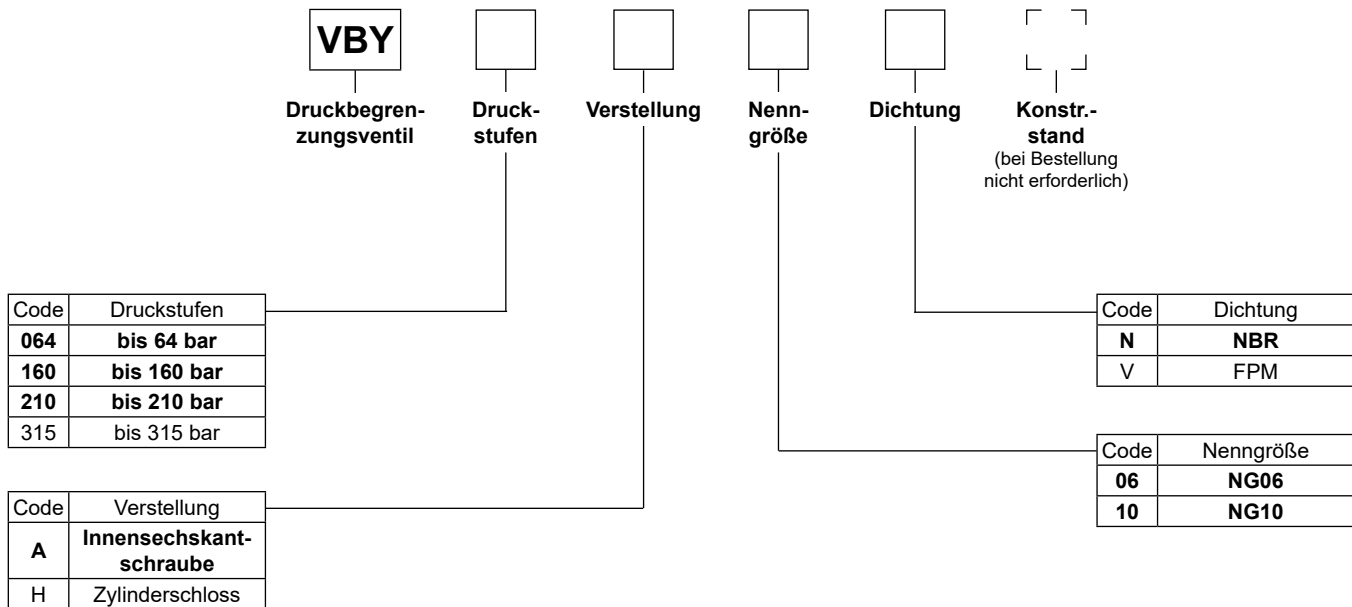 VBY
Druckbegren-
zungsventil
Druck-
stufen
Verstellung
Nenn-
größe
Dichtung
Konstr.-
stand
(bei Bestellung
nicht erforderlich)
Code Druckstufen
064 bis 64 bar
160 bis 160 bar
210 bis 210 bar
315 bis 315 bar
Code Verstellung
A Innensechskant-
schraube
H Zylinderschloss
Code Dichtung
N NBR
V FPM
Code Nenngröße
06 NG06
10 NG10